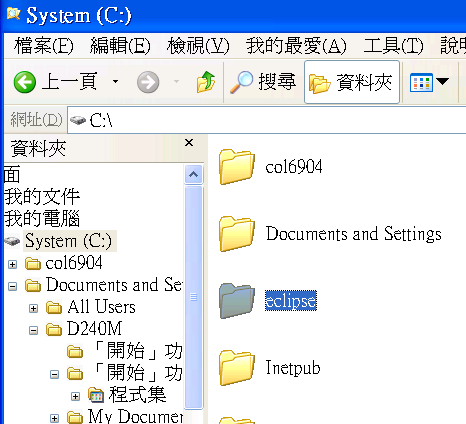 System (C:)
檔案(F) 編輯(E) 檢視(V) 我的最愛(A) 工具(T) 說明
上一頁 搜尋 資料夾
網址(D) C:\
資料夾
面
我的文件
我的電腦
System (C:)
col6904
Documents and Se
All Users
D240M
「開始」功
「開始」功
程式集
My Documen
col6904
Documents and Settings
eclipse
Inetpub